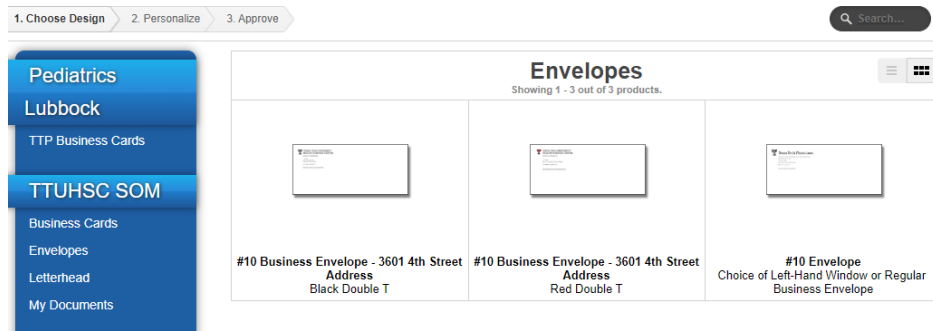 1. Choose Design 2. Personalize 3. Approve
Search...
Pediatrics
Lubbock
TTP Business Cards
TTUHSC SOM
Business Cards
Envelopes
Letterhead
My Documents
Envelopes
Showing 1 - 3 out of 3 products.
#10 Business Envelope - 3601 4th Street
Address
Black Double T
#10 Business Envelope - 3601 4th Street
Address
Red Double T
#10 Envelope
Choice of Left-Hand Window or Regular
Business Envelope